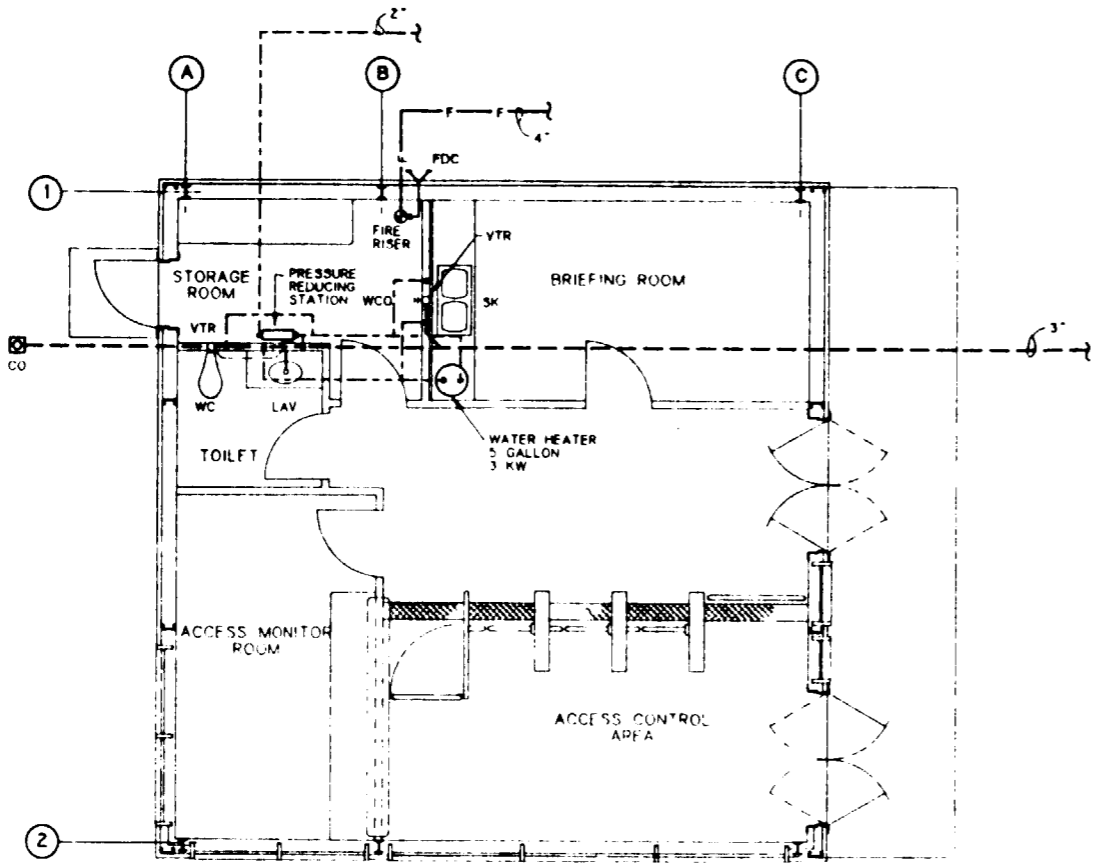 2"
A
B
C
F
F
4"
FDC
1
FIRE
RISER
VTR
STORAGE
ROOM
PRESSURE
REDUCING
STATION
WCO
SK
BRIEFING ROOM
VTR
3"
CO
WC
LAV
TOILET
WATER HEATER
5 GALLON
3 KW
ACCESS MONITOR
ROOM
ACCESS CONTROL
AREA
2